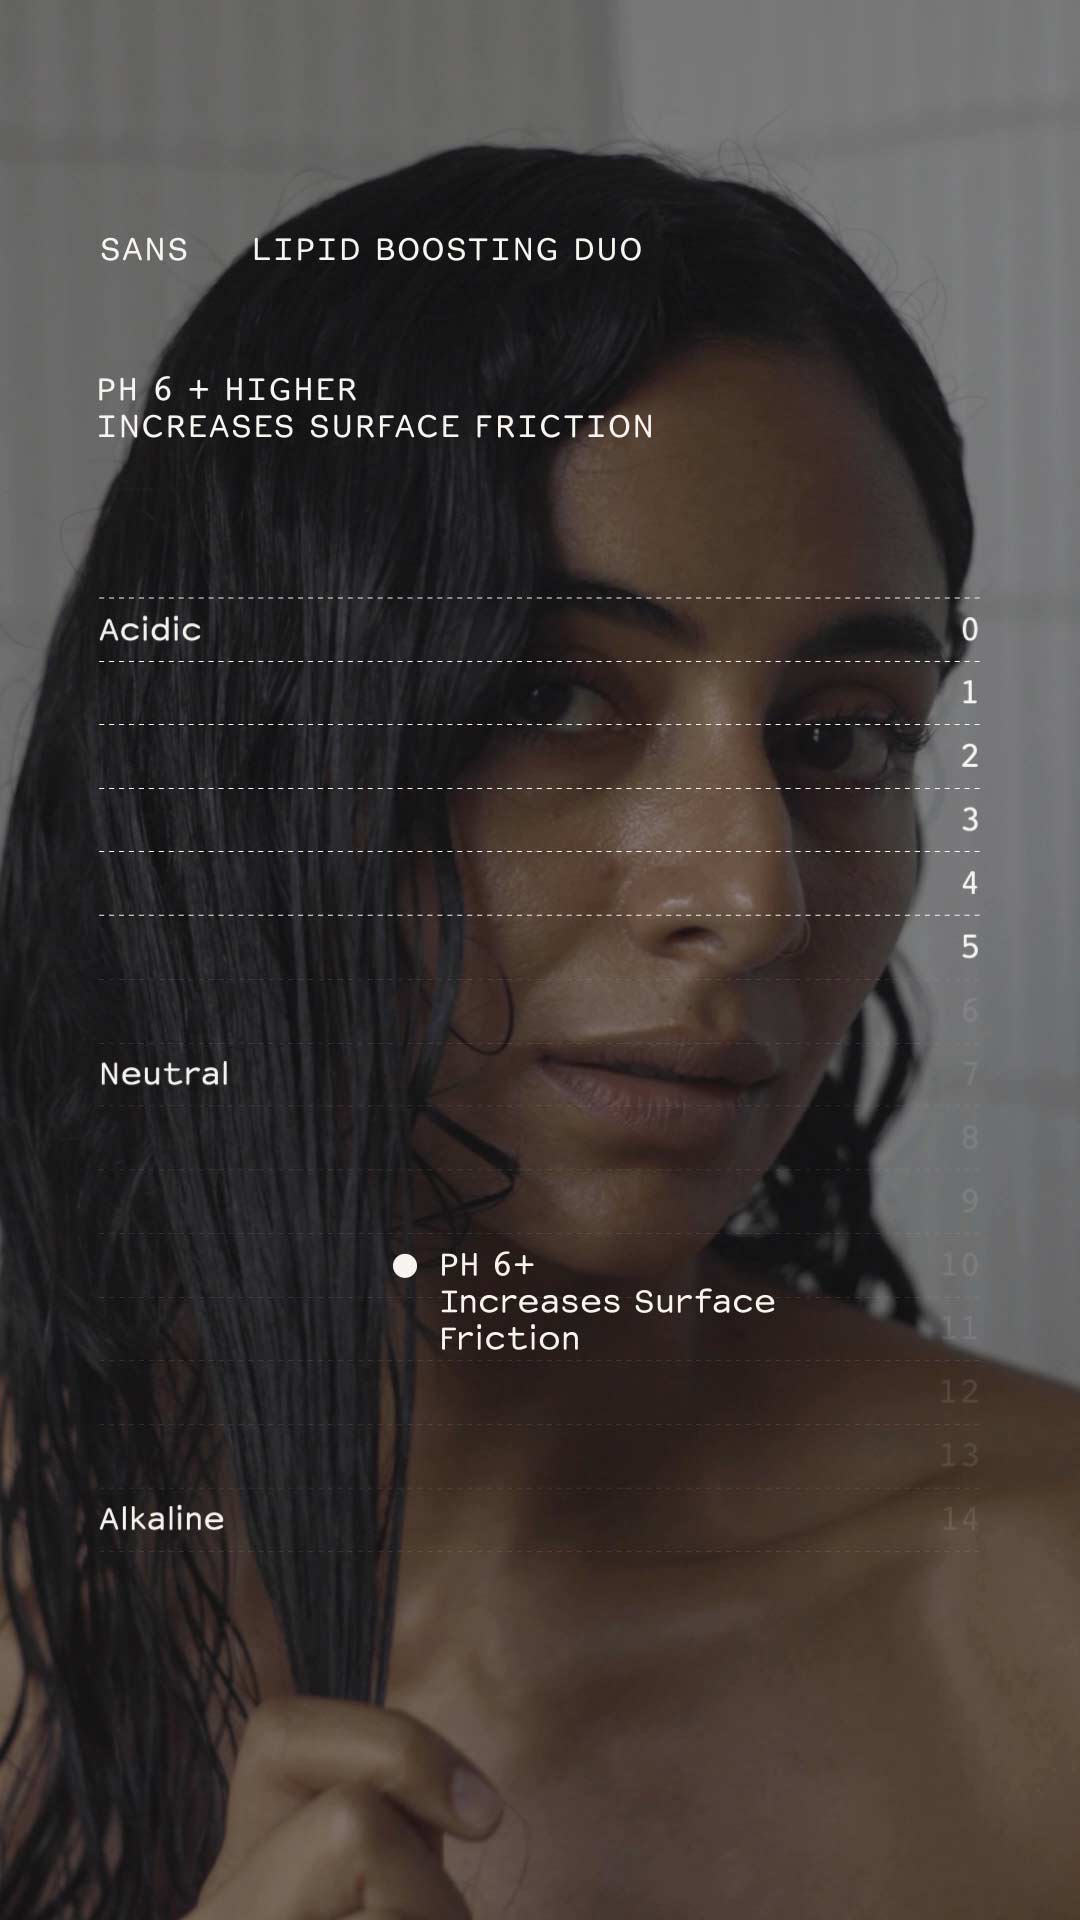 SANS LIPID BOOSTING DUO
PH 6 + HIGHER
INCREASES SURFACE FRICTION
Acidic 0
1
2
3
4
5
6
Neutral 7
8
9
PH 6+ 10
Increases Surface
11
Friction
12
13
Alkaline 14